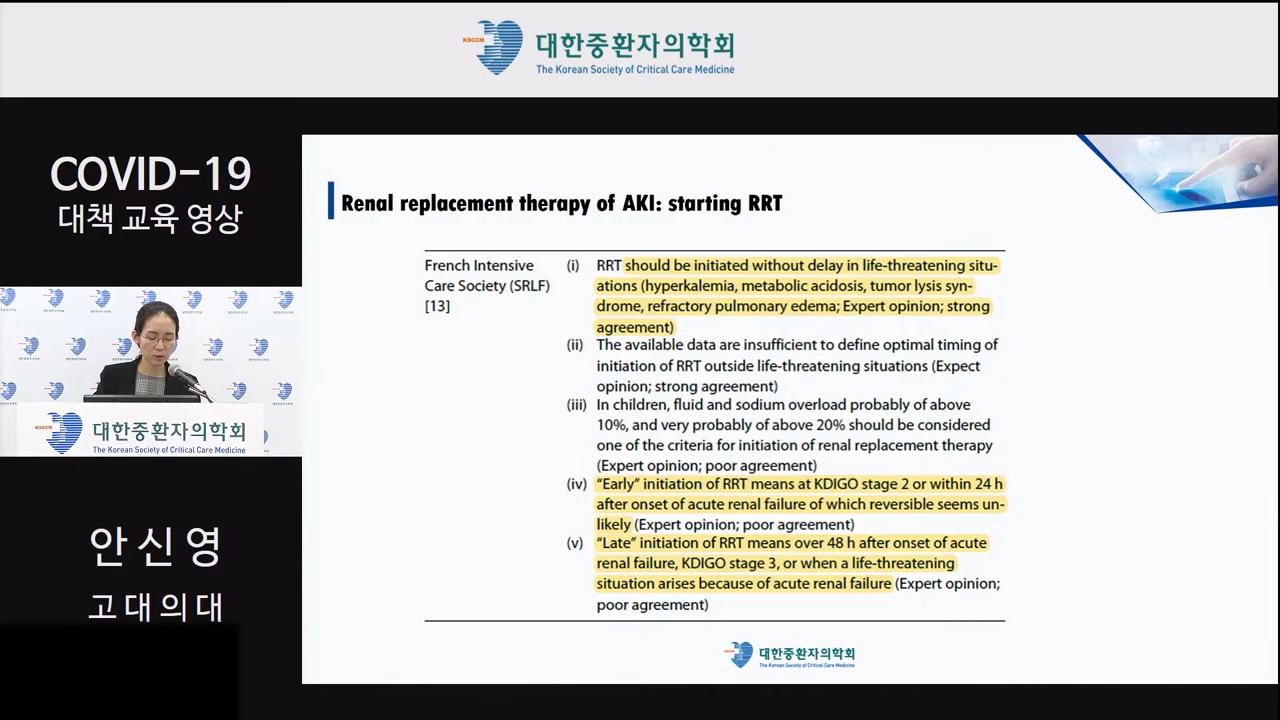 KSCCM
대한중환자의학회
The Korean Society of Critical Care Medicine
COVID-19
대책 교육 영상
KSCCM
대한중환자의학회
The Korean Society of Critical Care Medicine
안 신 영
고 대 의 대
Renal replacement therapy of AKI: starting RRT
French Intensive
Care Society (SRLF)
[13]
(i) RRT should be initiated without delay in life-threatening situ-
ations (hyperkalemia, metabolic acidosis, tumor lysis syn-
drome, refractory pulmonary edema; Expert opinion; strong
agreement)
(ii) The available data are insufficient to define optimal timing of
initiation of RRT outside life-threatening situations (Expect
opinion; strong agreement)
(iii) In children, fluid and sodium overload probably of above
10%, and very probably of above 20% should be considered
one of the criteria for initiation of renal replacement therapy
(Expert opinion; poor agreement)
(iv) “Early” initiation of RRT means at KDIGO stage 2 or within 24 h
after onset of acute renal failure of which reversible seems un-
likely (Expert opinion; poor agreement)
(v) “Late” initiation of RRT means over 48 h after onset of acute
renal failure, KDIGO stage 3, or when a life-threatening
situation arises because of acute renal failure (Expert opinion;
poor agreement)
대한중환자의학회
The Korean Society of Critical Care Medicine